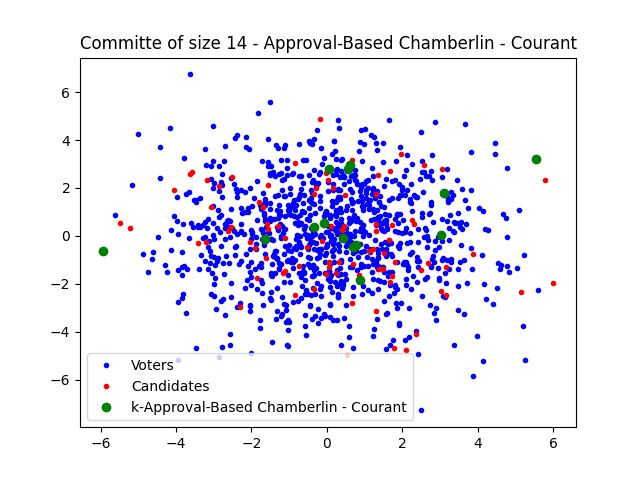 Committe of size 14 - Approval-Based Chamberlin - Courant
6
4
2
0
−2
−4
−6
Voters
Candidates
k-Approval-Based Chamberlin - Courant
−6 −4 −2 0 2 4 6